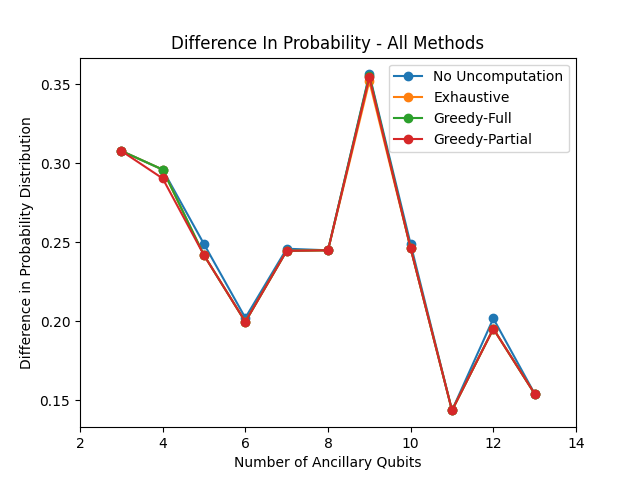 Difference In Probability - All Methods
Difference in Probability Distribution
0.35
0.30
0.25
0.20
0.15
No Uncomputation
Exhaustive
Greedy-Full
Greedy-Partial
2 4 6 8 10 12 14
Number of Ancillary Qubits